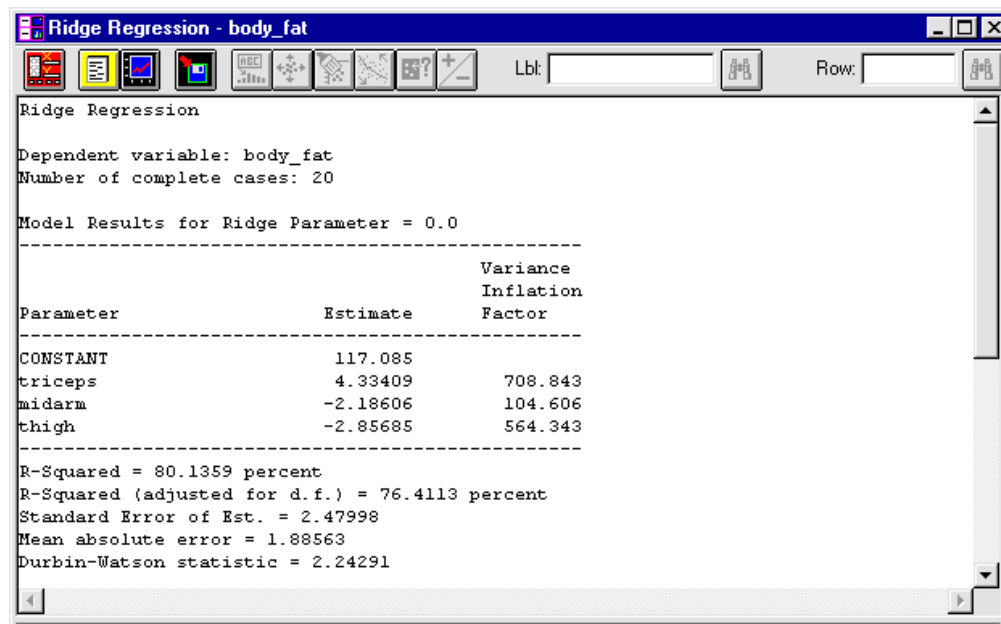 Ridge Regression - body_fat
ABC
?
Lbl:
Row:
Ridge Regression
Dependent variable: body_fat
Number of complete cases: 20
Model Results for Ridge Parameter = 0.0
------------------------------------------------------
Variance
Inflation
Parameter Estimate Factor
------------------------------------------------------
CONSTANT 117.085
triceps 4.33409 708.843
midarm -2.18606 104.606
thigh -2.85685 564.343
------------------------------------------------------
R-Squared = 80.1359 percent
R-Squared (adjusted for d.f.) = 76.4113 percent
Standard Error of Est. = 2.47998
Mean absolute error = 1.88563
Durbin-Watson statistic = 2.24291